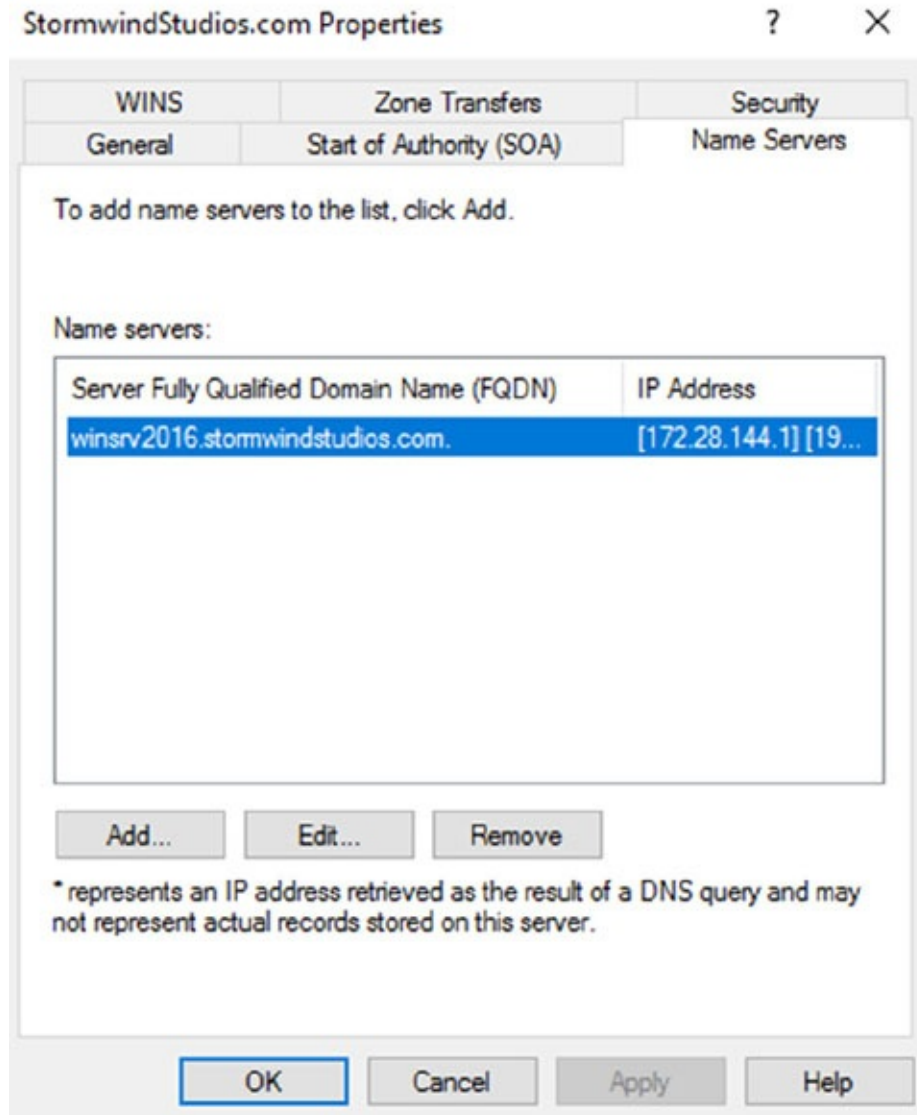 StormwindStudios.com Properties ? ×
WINS Zone Transfers Security
General Start of Authority (SOA) Name Servers
To add name servers to the list, click Add.
Name servers:
Server Fully Qualified Domain Name (FQDN) IP Address
winsrv2016.stormwindstudios.com. [172.28.144.1] [19...
Add... Edit... Remove
* represents an IP address retrieved as the result of a DNS query and may
not represent actual records stored on this server.
OK Cancel Apply Help